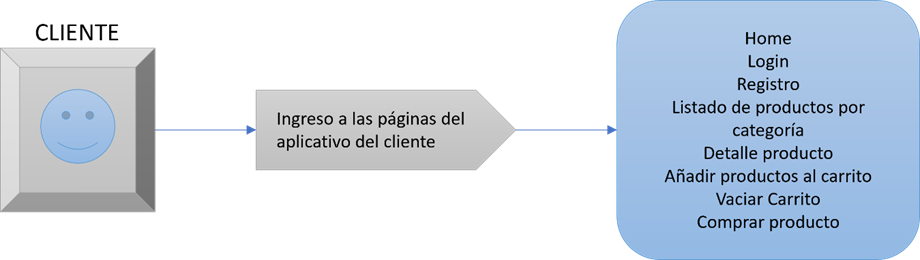 CLIENTE
Ingreso a las páginas del
aplicativo del cliente
Home
Login
Registro
Listado de productos por
categoría
Detalle producto
Añadir productos al carrito
Vaciar Carrito
Comprar producto